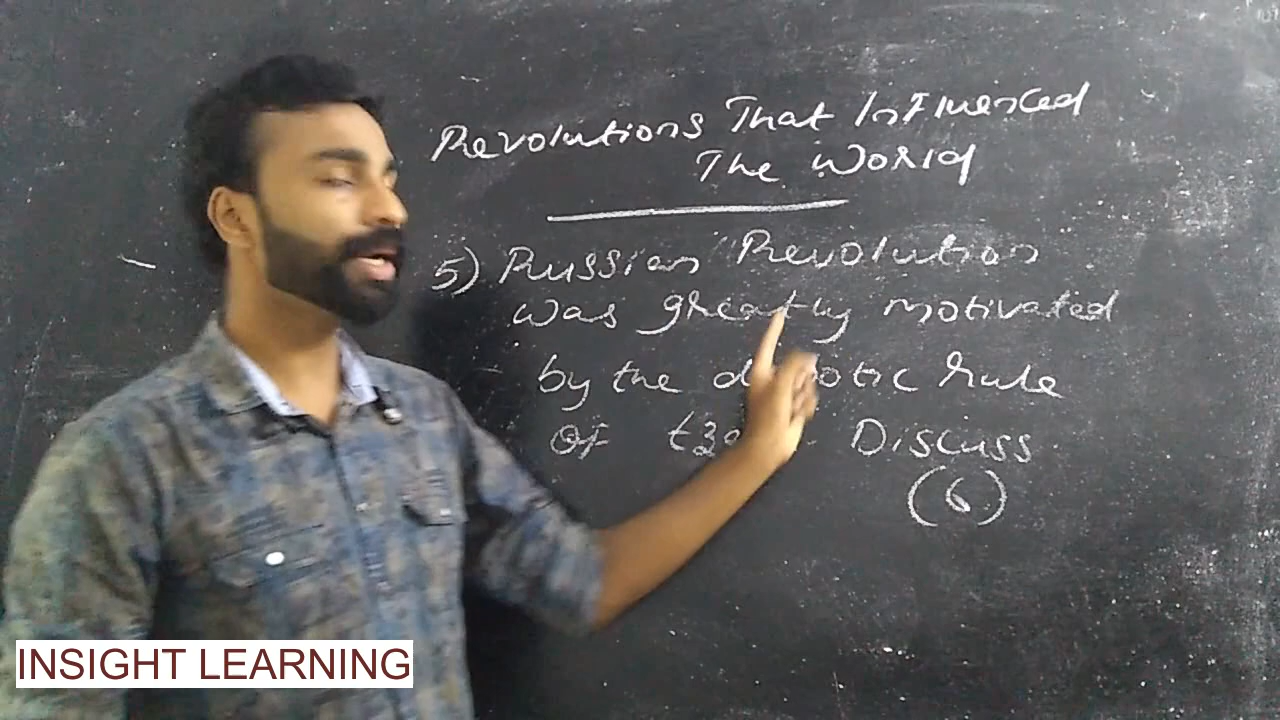 Revolutions That Influenced
The World
5) Russian Revolution
was greatly motivated
by the rule
Of Discuss
(6)
INSIGHT LEARNING